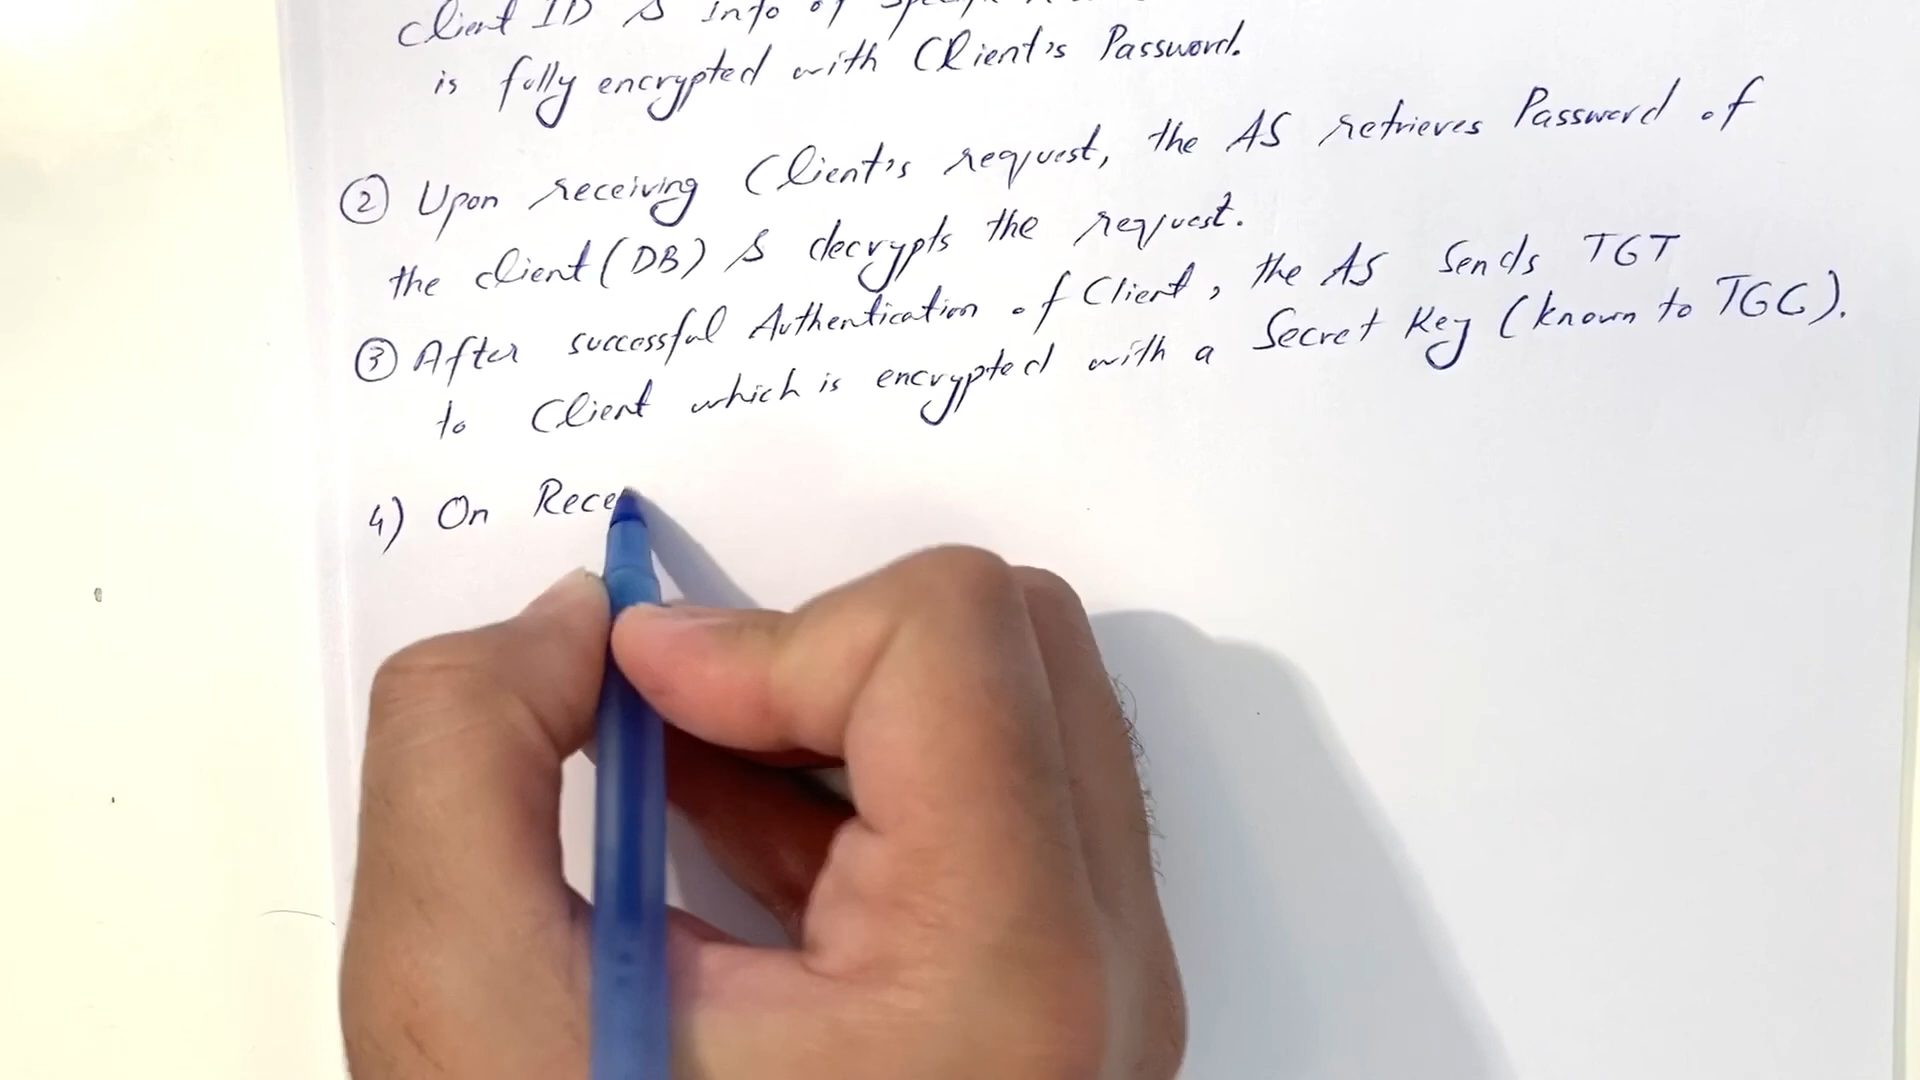 Client ID & info of
is fully encrypted with Client's Password.
② Upon receiving Client's request, the AS retrieves Password of
the client (DB) & decrypts the request.
③ After successful Authentication of Client, the AS sends TGT
to Client which is encrypted with a Secret Key (known to TGC).
4) On Rece